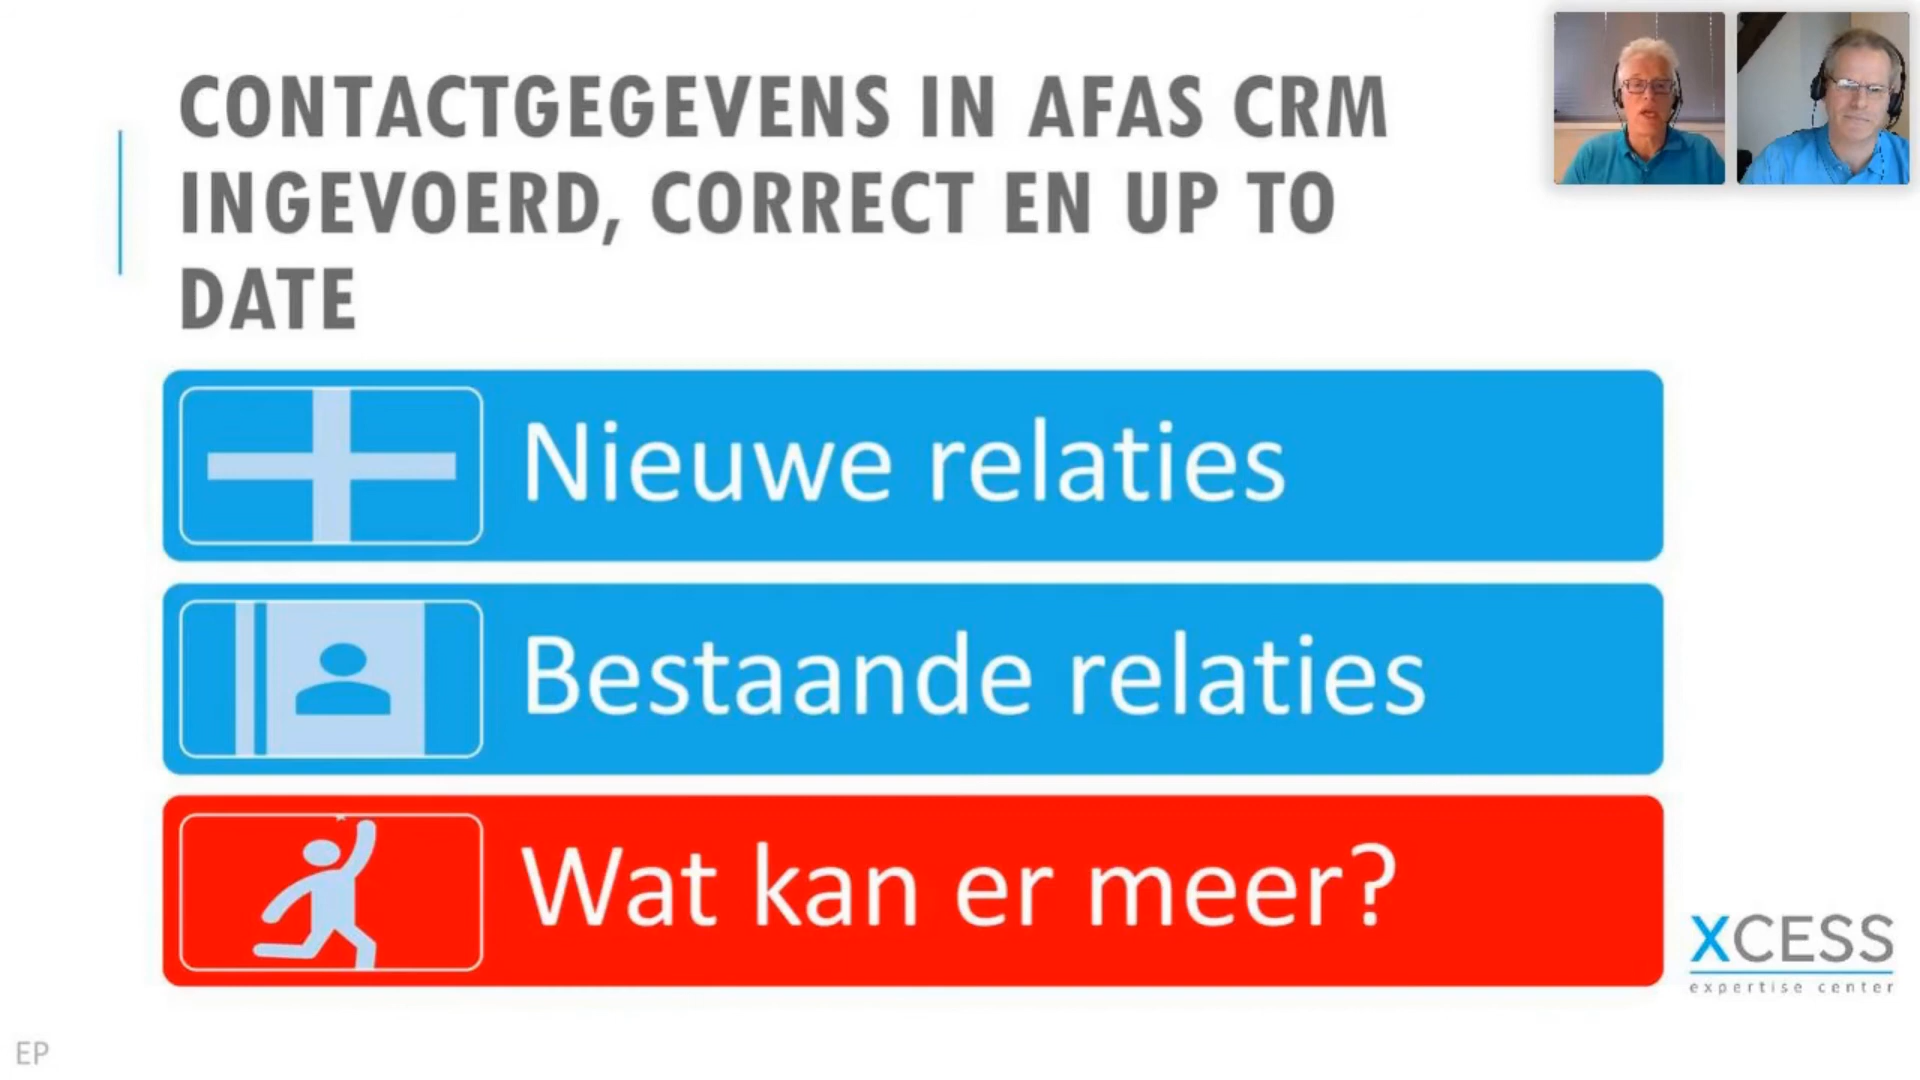 CONTACTGEGEVENS IN AFAS CRM
INGEVOERD, CORRECT EN UP TO
DATE
Nieuwe relaties
Bestaande relaties
Wat kan er meer?
XCESS
expertise center
EP